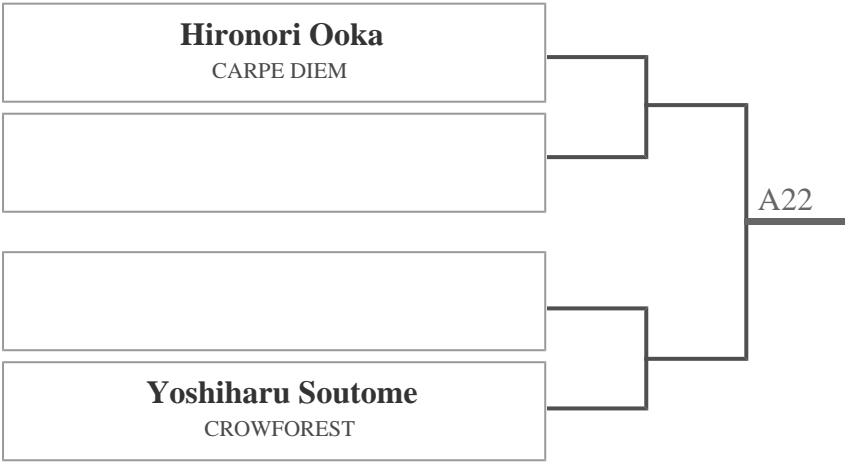 Hironori Ooka
CARPE DIEM
A22
Yoshiharu Soutome
CROWFOREST